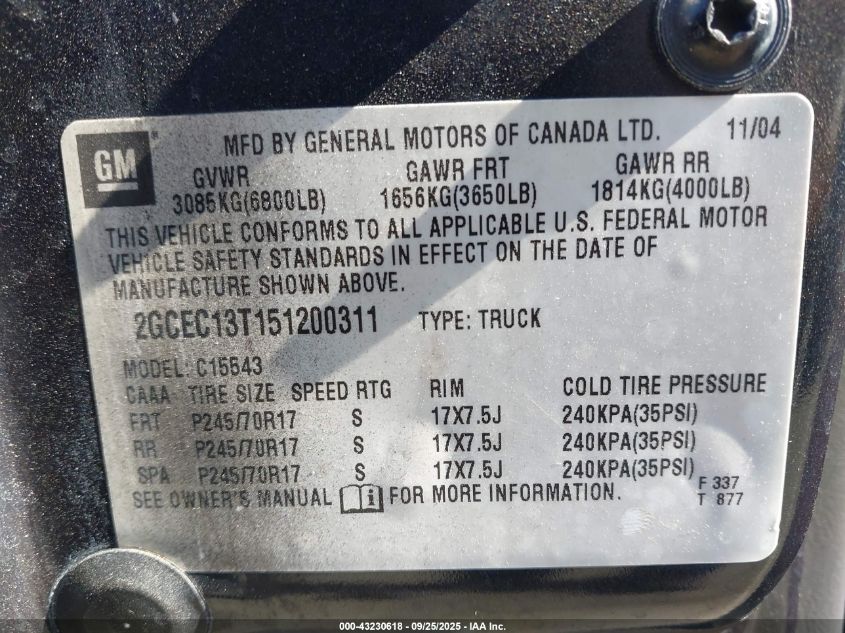 GM
MFD BY GENERAL MOTORS OF CANADA LTD. 11/04
GVWR GAWR FRT GAWR RR
3085KG(6800LB) 1656KG(3650LB) 1814KG(4000LB)
THIS VEHICLE CONFORMS TO ALL APPLICABLE U.S. FEDERAL MOTOR
VEHICLE SAFETY STANDARDS IN EFFECT ON THE DATE OF
MANUFACTURE SHOWN ABOVE.
2GCEC13T151200311 TYPE: TRUCK
MODEL: C15543
CAAA TIRE SIZE SPEED RTG RIM COLD TIRE PRESSURE
FRT P245/70R17 S 17X7.5J 240KPA(35PSI)
RR P245/70R17 S 17X7.5J 240KPA(35PSI)
SPA P245/70R17 S 17X7.5J 240KPA(35PSI)
SEE OWNER'S MANUAL i FOR MORE INFORMATION. F 337
T 877
000-43230618 - 09/25/2025 - IAA Inc.